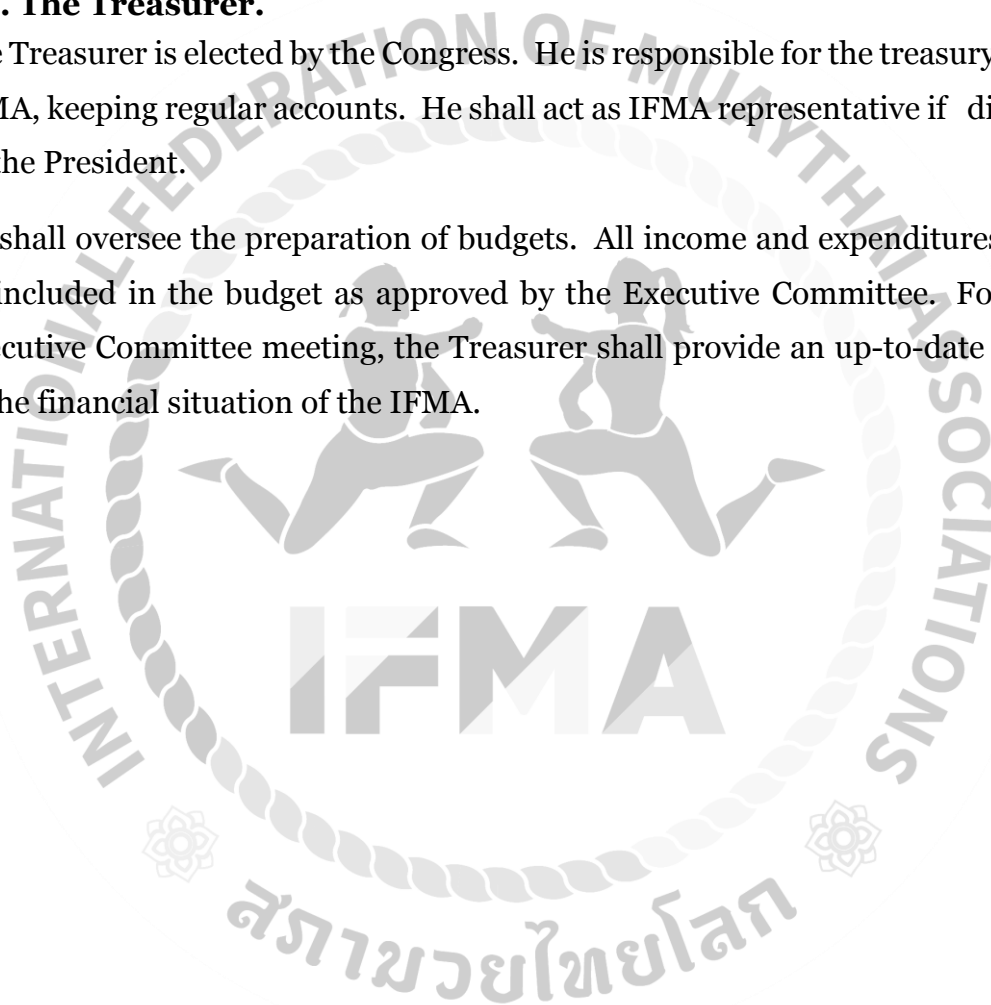 . The Treasurer.
e Treasurer is elected by the Congress. He is responsible for the treasury
MA, keeping regular accounts. He shall act as IFMA representative if di
the President.
shall oversee the preparation of budgets. All income and expenditures
included in the budget as approved by the Executive Committee. Fo
ecutive Committee meeting, the Treasurer shall provide an up-to-date
he financial situation of the IFMA.
INTERNATIONAL FEDERATION OF MUAYTHAI ASSOCIATIONS
IFMA
สภามวยไทยโลก